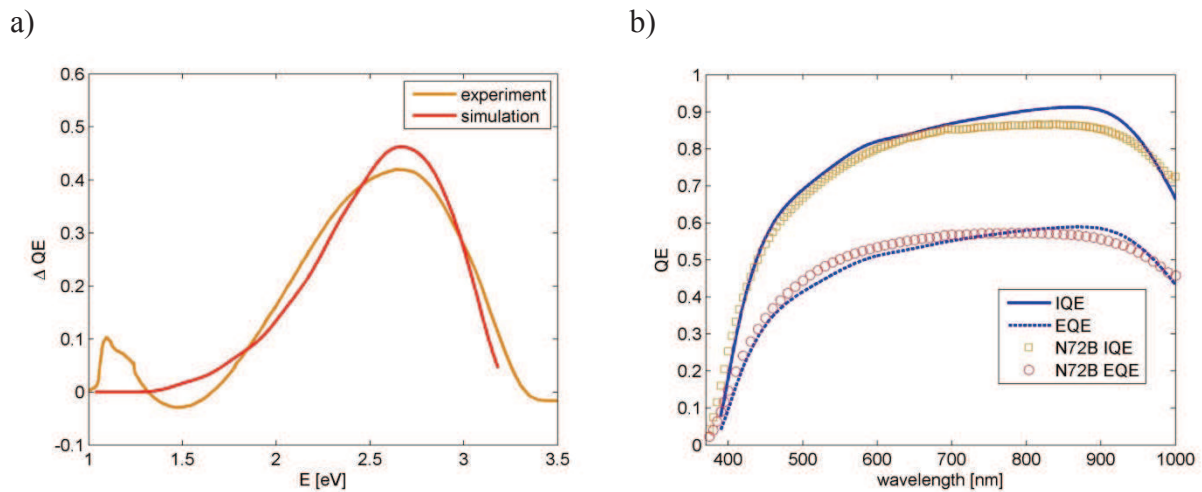 a)
b)
0.6
0.5
0.4
0.3
0.2
0.1
0
-0.1
Δ QE
1
1.5
2
2.5
3
3.5
E [eV]
experiment
simulation
1
0.9
0.8
0.7
0.6
0.5
0.4
0.3
0.2
0.1
0
QE
400
500
600
700
800
900
1000
wavelength [nm]
IQE
EQE
N72B IQE
N72B EQE